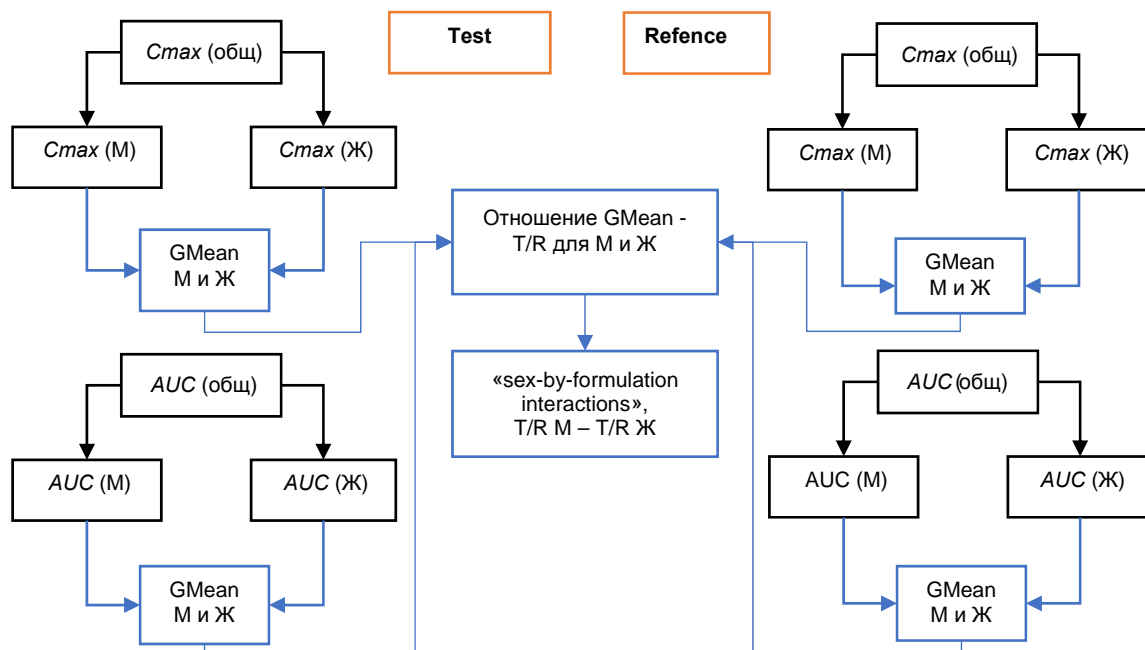 Cmax (общ)
Test
Refence
Cmax (общ)
Cmax (М)
Cmax (Ж)
Cmax (М)
Cmax (Ж)
Отношение GMean -
T/R для М и Ж
GMean
М и Ж
GMean
М и Ж
AUC (общ)
«sex-by-formulation
interactions»,
T/R М – T/R Ж
AUC (общ)
AUC (М)
AUC (Ж)
AUC (М)
AUC (Ж)
GMean
М и Ж
GMean
М и Ж